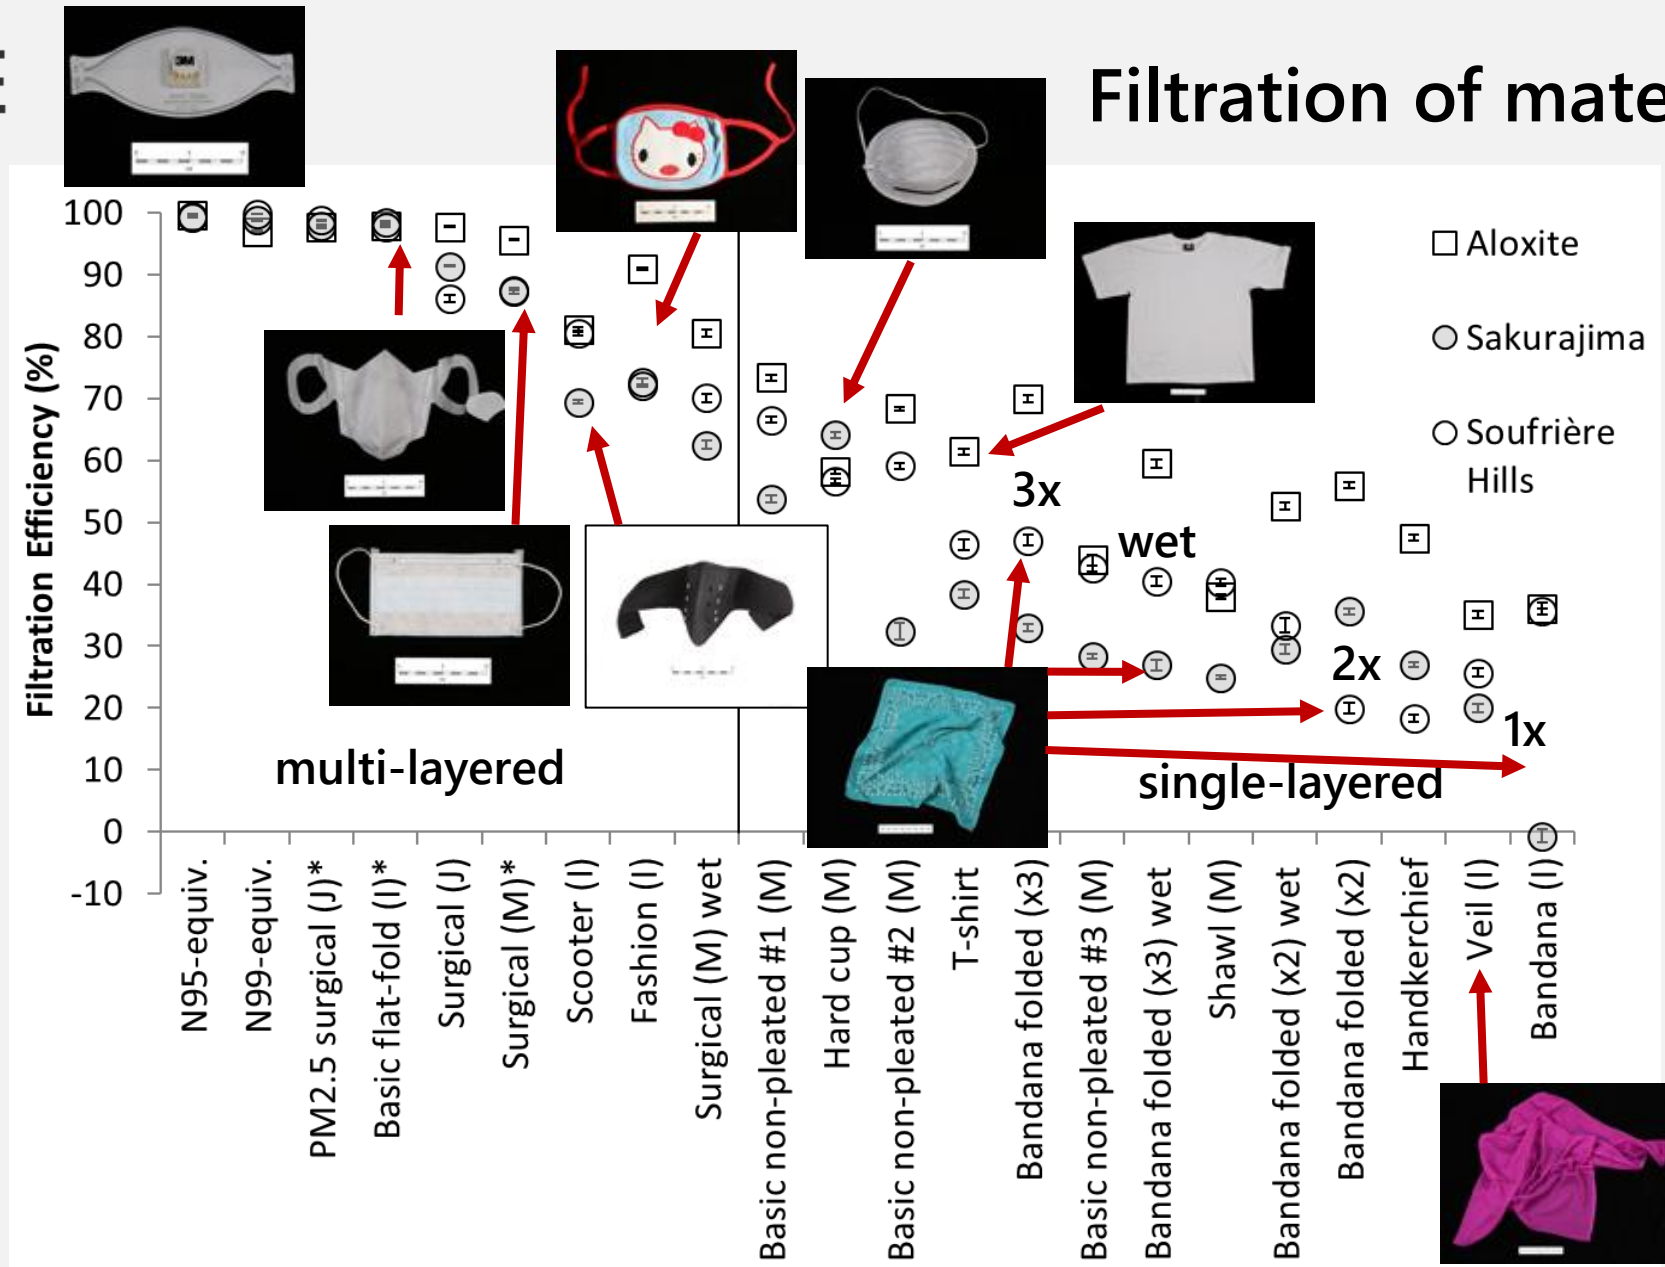 Filtration of mate
3M
Filtration Efficiency (%)
100
90
80
70
60
50
40
30
20
10
0
-10
Aloxite
Sakurajima
Soufrière
Hills
3x
wet
2x
1x
multi-layered
single-layered
N95-equiv.
N99-equiv.
PM2.5 surgical (J)*
Basic flat-fold (I)*
Surgical (J)
Surgical (M)*
Scooter (I)
Fashion (I)
Surgical (M) wet
Basic non-pleated #1 (M)
Hard cup (M)
Basic non-pleated #2 (M)
T-shirt
Bandana folded (x3)
Basic non-pleated #3 (M)
Bandana folded (x3) wet
Shawl (M)
Bandana folded (x2) wet
Bandana folded (x2)
Handkerchief
Veil (I)
Bandana (I)